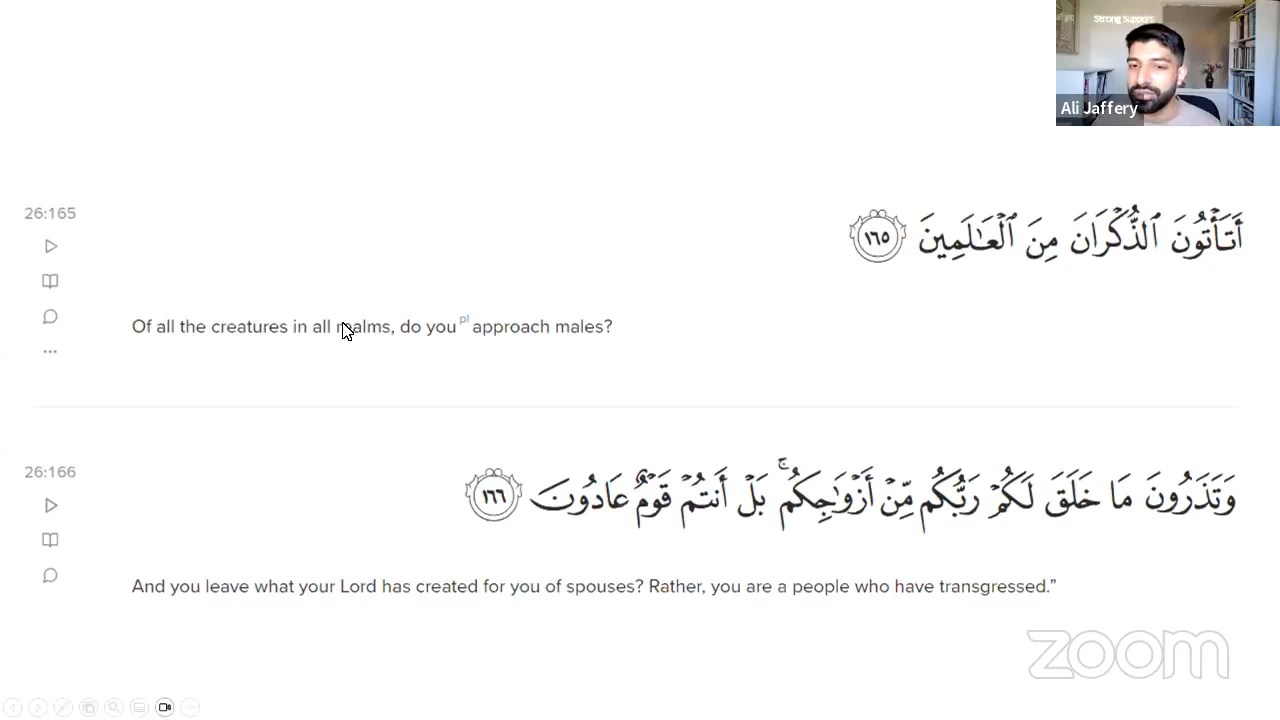 Strong Support
Ali Jaffery
26:165
أَتَأْتُونَ ٱلذُّكْرَانَ مِنَ ٱلْعَـٰلَمِينَ ١٦٥
Of all the creatures in all realms, do you pl approach males?
26:166
وَتَذَرُونَ مَا خَلَقَ لَكُمْ رَبُّكُم مِّنْ أَزْوَٰجِكُم ۚ بَلْ أَنتُمْ قَوْمٌ عَادُونَ ١٦٦
And you leave what your Lord has created for you of spouses? Rather, you are a people who have transgressed.”
zoom